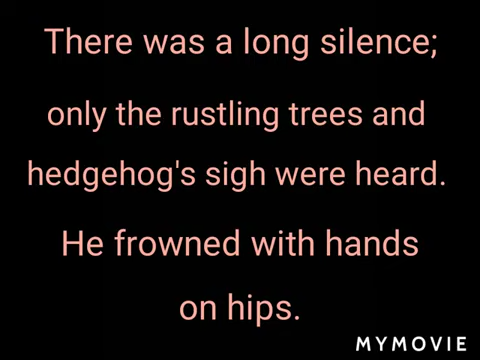 There was a long silence;
only the rustling trees and
hedgehog's sigh were heard.
He frowned with hands
on hips.
MYMOVIE